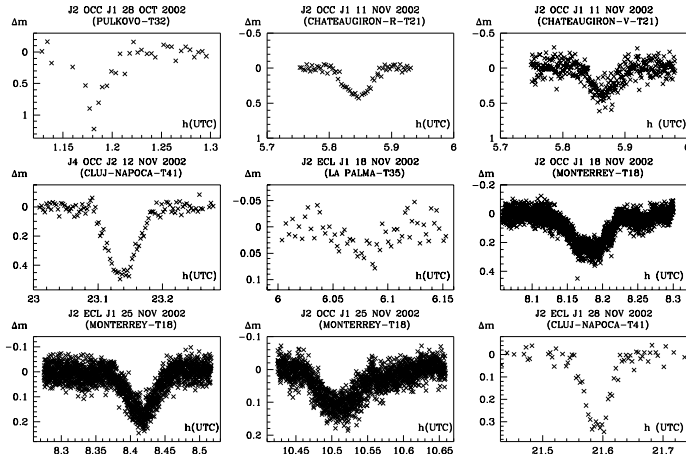 J2 OCC J1 28 OCT 2002
(PULKOVO-T32)
Δm
0
0.5
1
h(UTC)
1.15
1.2
1.25
1.3
J2 OCC J1 11 NOV 2002
(CHATEAUGIRON-R-T21)
Δm
-0.5
0
0.5
1
h(UTC)
5.7
5.8
5.9
6
J2 OCC J1 11 NOV 2002
(CHATEAUGIRON-V-T21)
Δm
-0.5
0
0.5
1
h(UTC)
5.7
5.8
5.9
6
J4 OCC J2 12 NOV 2002
(CLUJ-NAPOCA-T41)
Δm
0
0.2
0.4
h(UTC)
23
23.1
23.2
J2 ECL J1 18 NOV 2002
(LA PALMA-T35)
Δm
-0.05
0
0.05
0.1
h(UTC)
6
6.05
6.1
6.15
J2 OCC J1 18 NOV 2002
(MONTERREY-T18)
Δm
-0.2
0
0.2
0.4
h (UTC)
8.1
8.2
8.3
J2 ECL J1 25 NOV 2002
(MONTERREY-T18)
Δm
-0.1
0
0.1
0.2
h(UTC)
8.3
8.4
8.5
J2 OCC J1 25 NOV 2002
(MONTERREY-T18)
Δm
-0.1
0
0.1
0.2
h(UTC)
10.45
10.5
10.55
10.6
10.65
J2 ECL J1 28 NOV 2002
(CLUJ-NAPOCA-T41)
Δm
0
0.1
0.2
0.3
h (UTC)
21.5
21.6
21.7